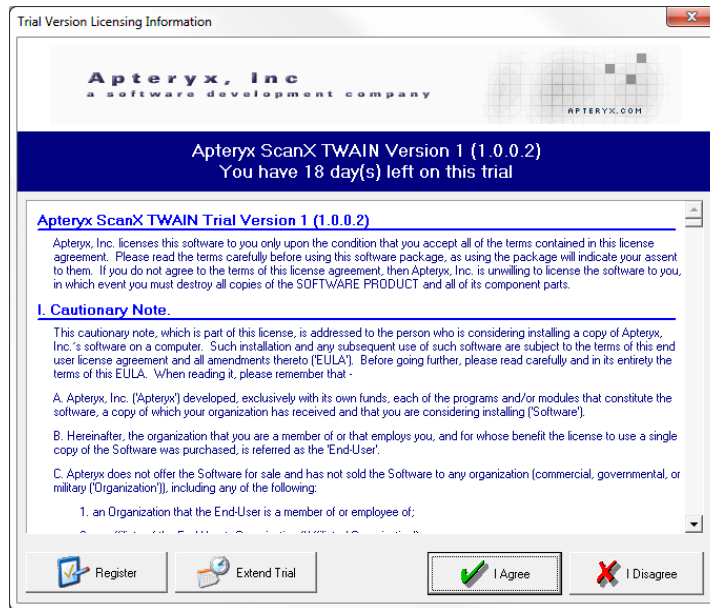 Trial Version Licensing Information
Apteryx, Inc
a software development company
APTERYX.COM
Apteryx ScanX TWAIN Version 1 (1.0.0.2)
You have 18 day(s) left on this trial
Apteryx ScanX TWAIN Trial Version 1 (1.0.0.2)
Apteryx, Inc. licenses this software to you only upon the condition that you accept all of the terms contained in this license
agreement. Please read the terms carefully before using this software package, as using the package will indicate your assent
to them. If you do not agree to the terms of this license agreement, then Apteryx, Inc. is unwilling to license the software to you,
in which event you must destroy all copies of the SOFTWARE PRODUCT and all of its component parts.
I. Cautionary Note.
This cautionary note, which is part of this license, is addressed to the person who is considering installing a copy of Apteryx,
Inc.'s software on a computer. Such installation and any subsequent use of such software are subject to the terms of this end
user license agreement and all amendments thereto ('EULA'). Before going further, please read carefully and in its entirety the
terms of this EULA. When reading it, please remember that -
A. Apteryx, Inc. ('Apteryx') developed, exclusively with its own funds, each of the programs and/or modules that constitute the
software, a copy of which your organization has received and that you are considering installing ('Software').
B. Hereinafter, the organization that you are a member of or that employs you, and for whose benefit the license to use a single
copy of the Software was purchased, is referred as the 'End-User'.
C. Apteryx does not offer the Software for sale and has not sold the Software to any organization (commercial, governmental, or
military ('Organization')), including any of the following:
1. an Organization that the End-User is a member of or employee of;
Register
Extend Trial
I Agree
I Disagree